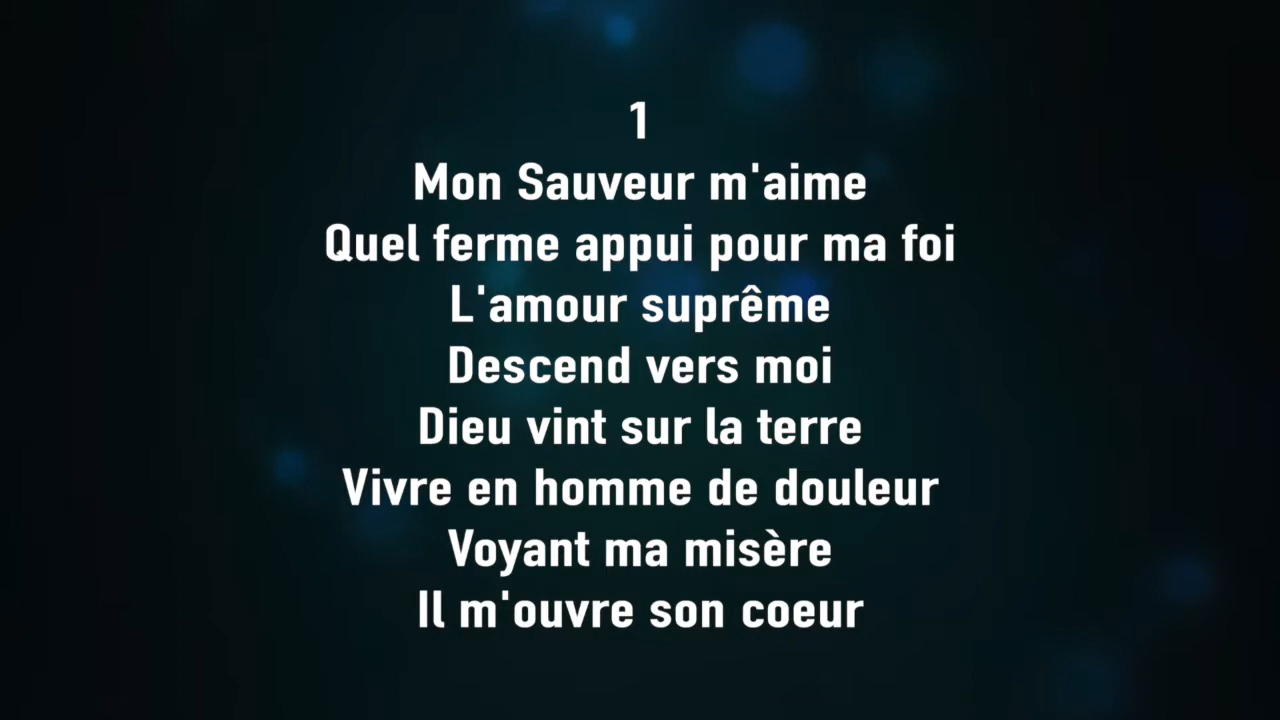 1
Mon Sauveur m'aime
Quel ferme appui pour ma foi
L'amour suprême
Descend vers moi
Dieu vint sur la terre
Vivre en homme de douleur
Voyant ma misère
Il m'ouvre son coeur